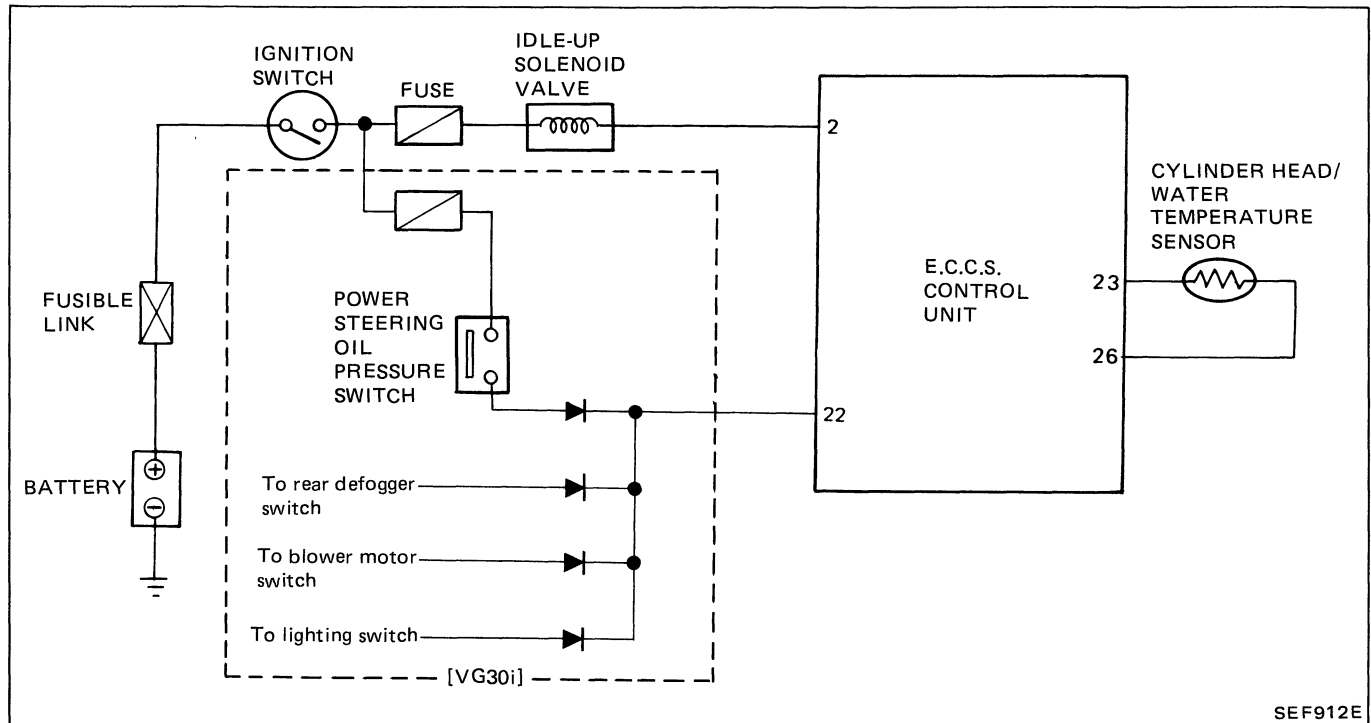 IGNITION
SWITCH
FUSE
IDLE-UP
SOLENOID
VALVE
2
CYLINDER HEAD/
WATER
TEMPERATURE
SENSOR
E.C.C.S.
CONTROL
UNIT
23
26
22
FUSIBLE
LINK
POWER
STEERING
OIL
PRESSURE
SWITCH
BATTERY
+
-
To rear defogger
switch
To blower motor
switch
To lighting switch
[VG30i]
SEF912E